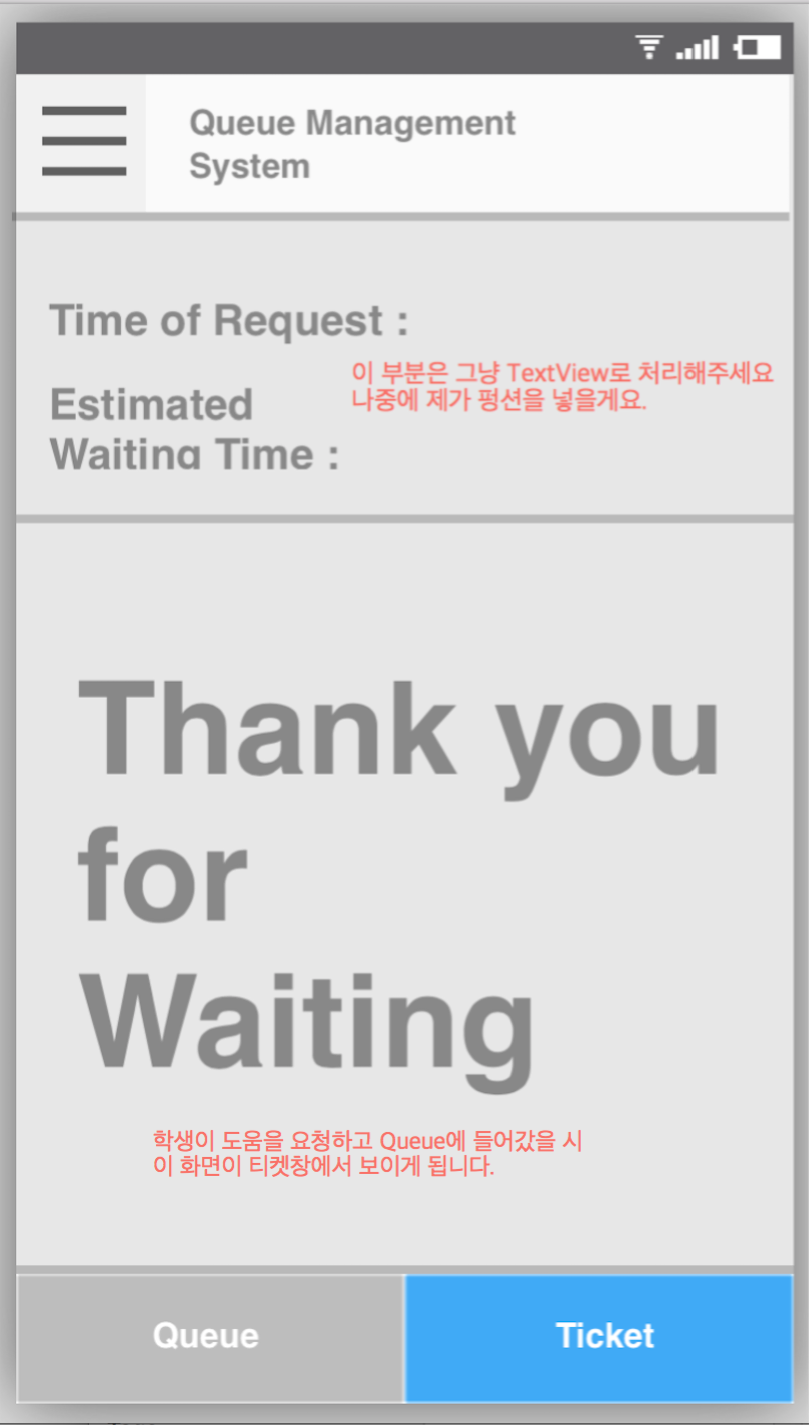 Queue Management
System
Time of Request :
이 부분은 그냥 TextView로 처리해주세요
나중에 제가 펑션을 넣을게요.
Estimated
Waiting Time :
Thank you
for
Waiting
학생이 도움을 요청하고 Queue에 들어갔을 시
이 화면이 티켓창에서 보이게 됩니다.
Queue
Ticket